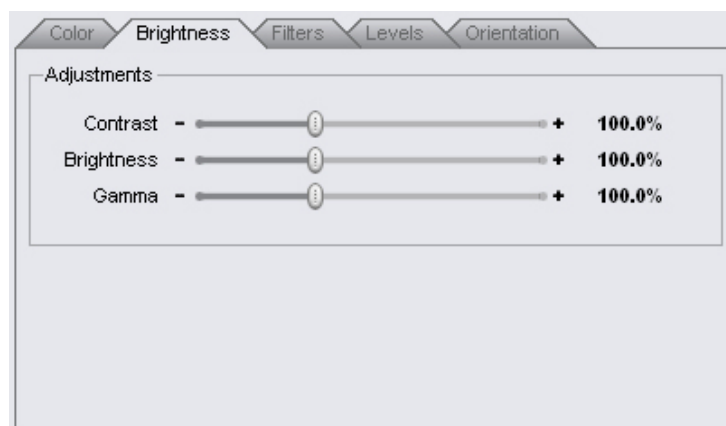 Color Brightness Filters Levels Orientation
Adjustments
Contrast - + 100.0%
Brightness - + 100.0%
Gamma - + 100.0%